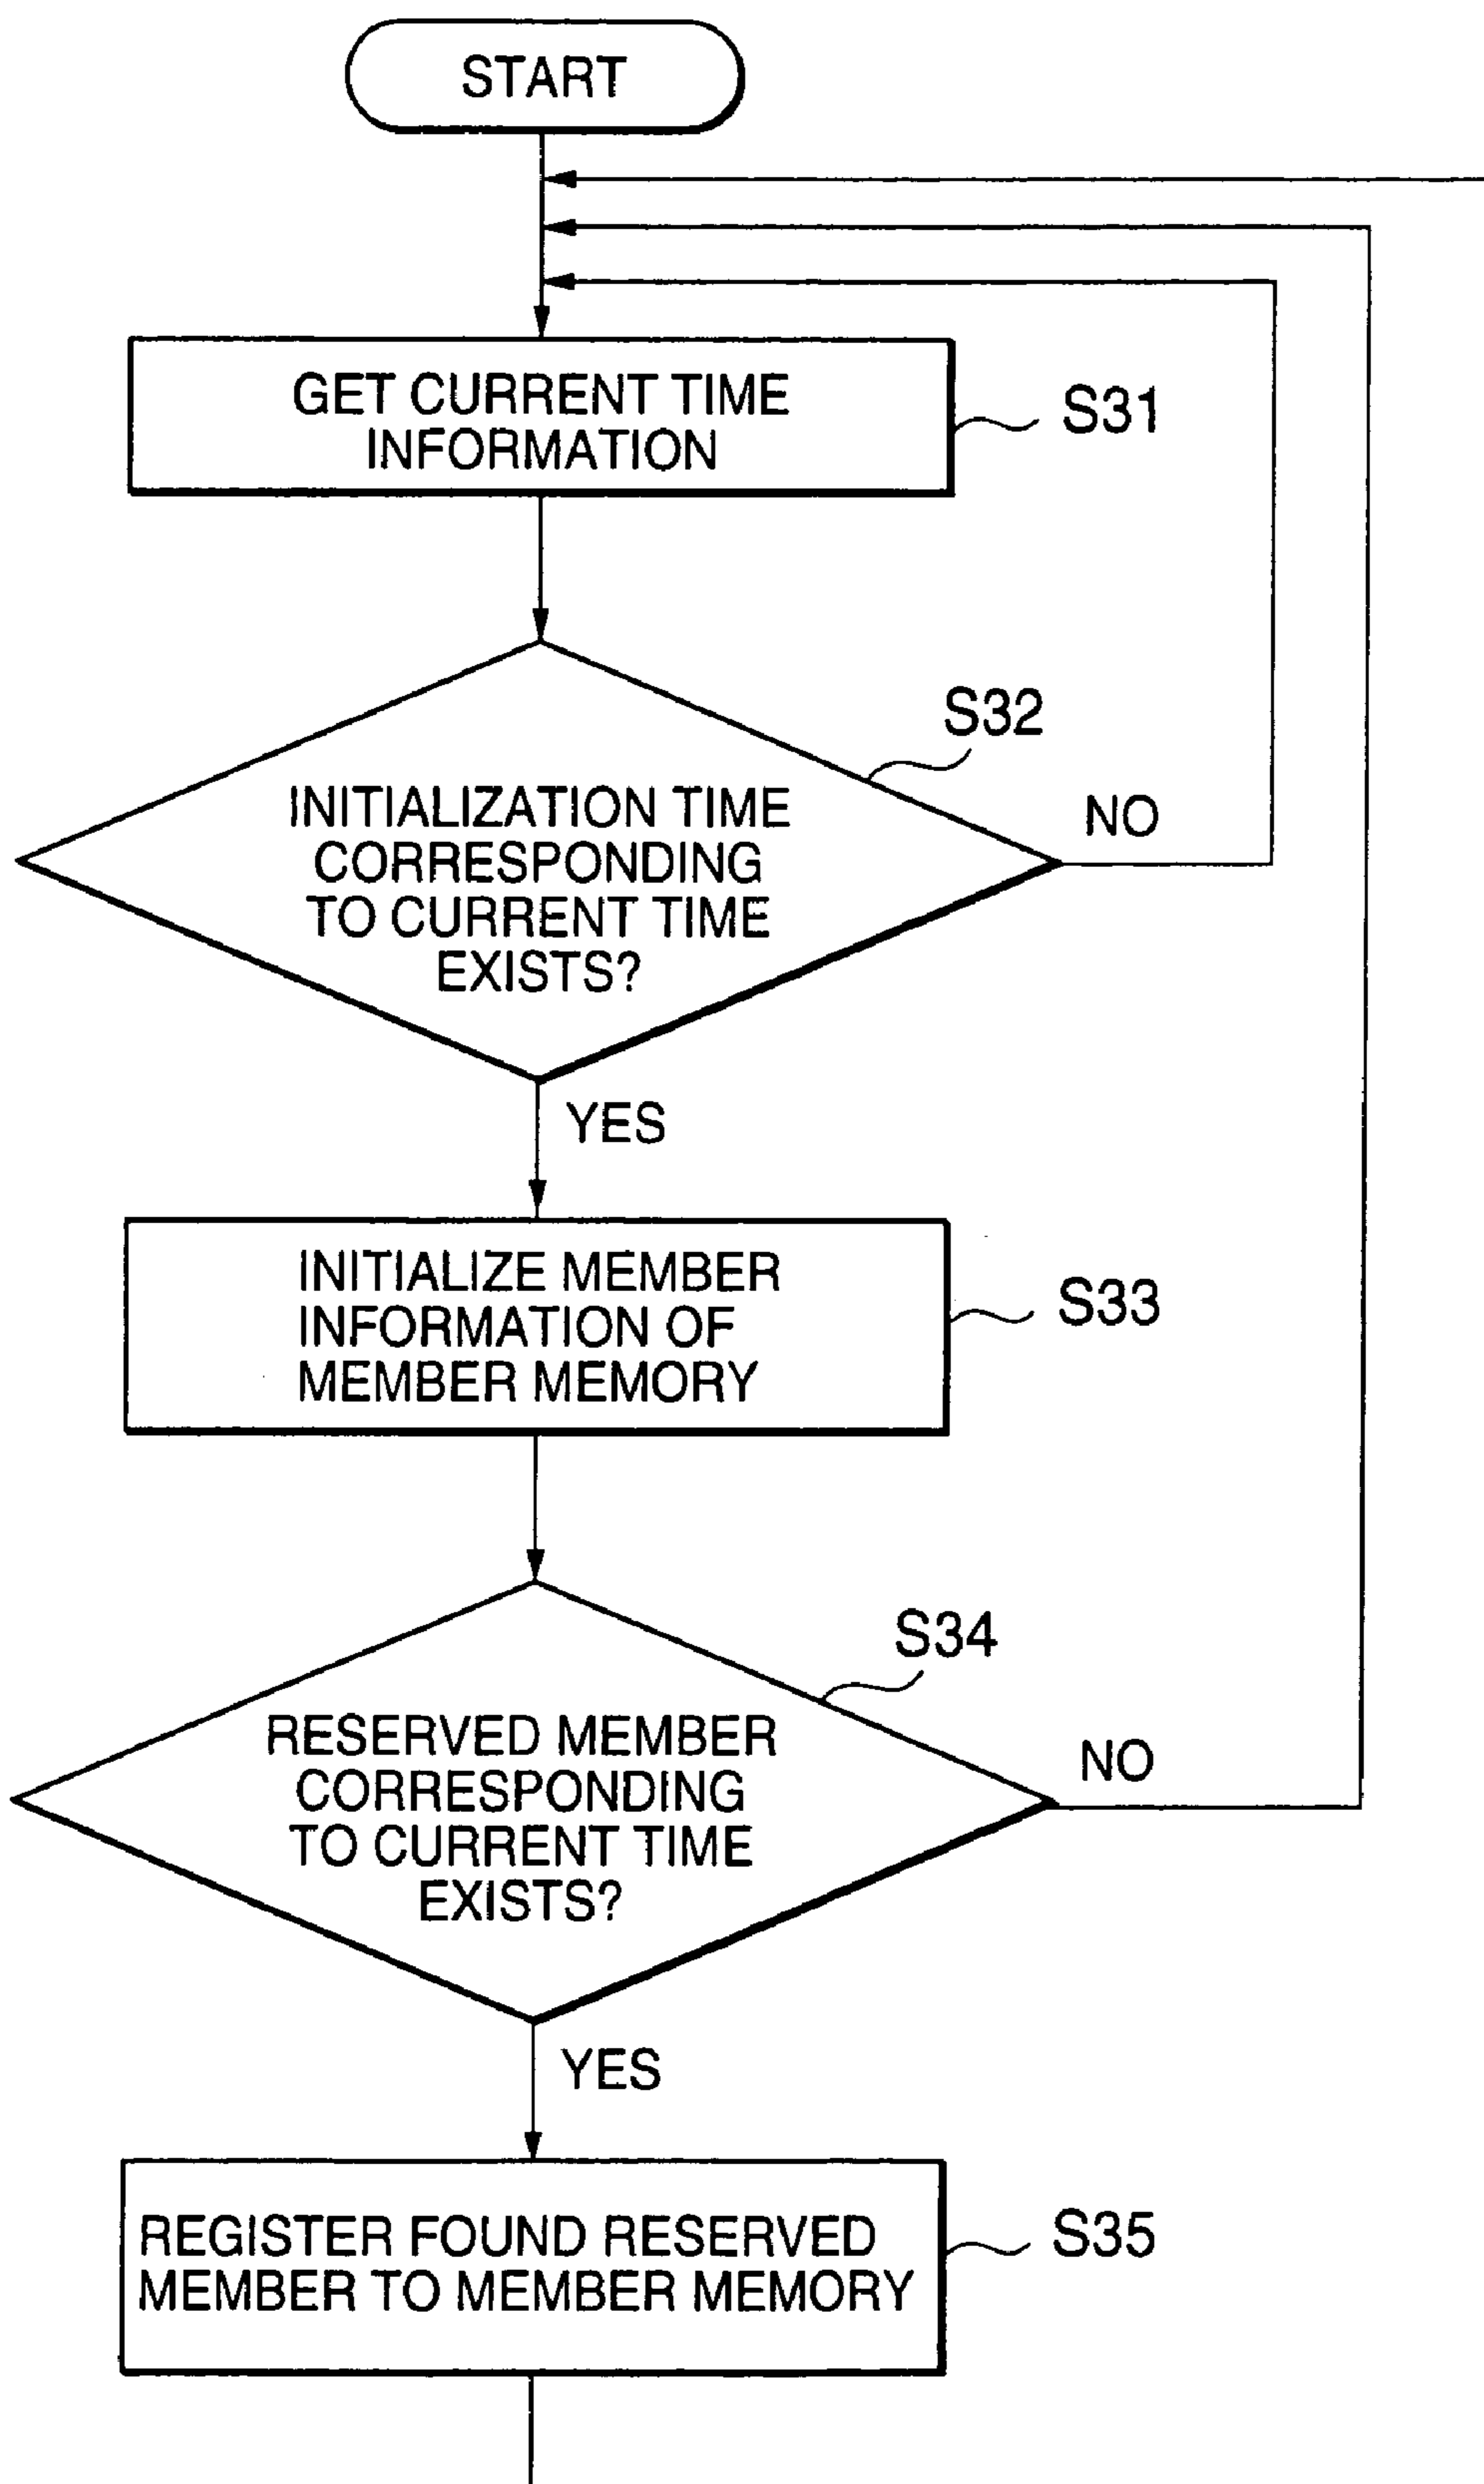 START
GET CURRENT TIME
INFORMATION
S31
S32
INITIALIZATION TIME
CORRESPONDING
TO CURRENT TIME
EXISTS?
NO
YES
INITIALIZE MEMBER
INFORMATION OF
MEMBER MEMORY
S33
S34
RESERVED MEMBER
CORRESPONDING
TO CURRENT TIME
EXISTS?
NO
YES
REGISTER FOUND RESERVED
MEMBER TO MEMBER MEMORY
S35